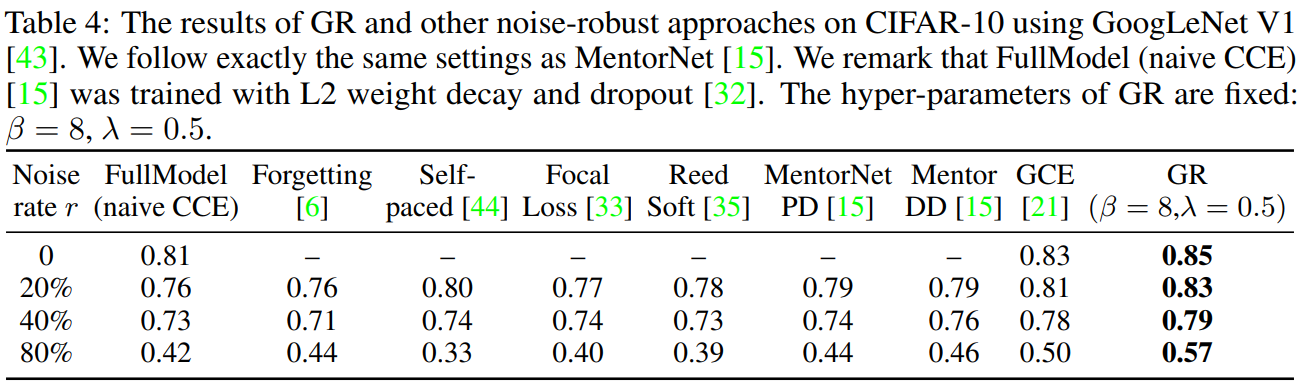 Table 4: The results of GR and other noise-robust approaches on CIFAR-10 using GoogLeNet V1
[43]. We follow exactly the same settings as MentorNet [15]. We remark that FullModel (naive CCE)
[15] was trained with L2 weight decay and dropout [32]. The hyper-parameters of GR are fixed:
β = 8, λ = 0.5.
Noise FullModel Forgetting Self- Focal Reed MentorNet Mentor GCE GR
rate r (naive CCE) [6] paced [44] Loss [33] Soft [35] PD [15] DD [15] [21] (β = 8,λ = 0.5)
0 0.81 – – – – – – 0.83 0.85
20% 0.76 0.76 0.80 0.77 0.78 0.79 0.79 0.81 0.83
40% 0.73 0.71 0.74 0.74 0.73 0.74 0.76 0.78 0.79
80% 0.42 0.44 0.33 0.40 0.39 0.44 0.46 0.50 0.57